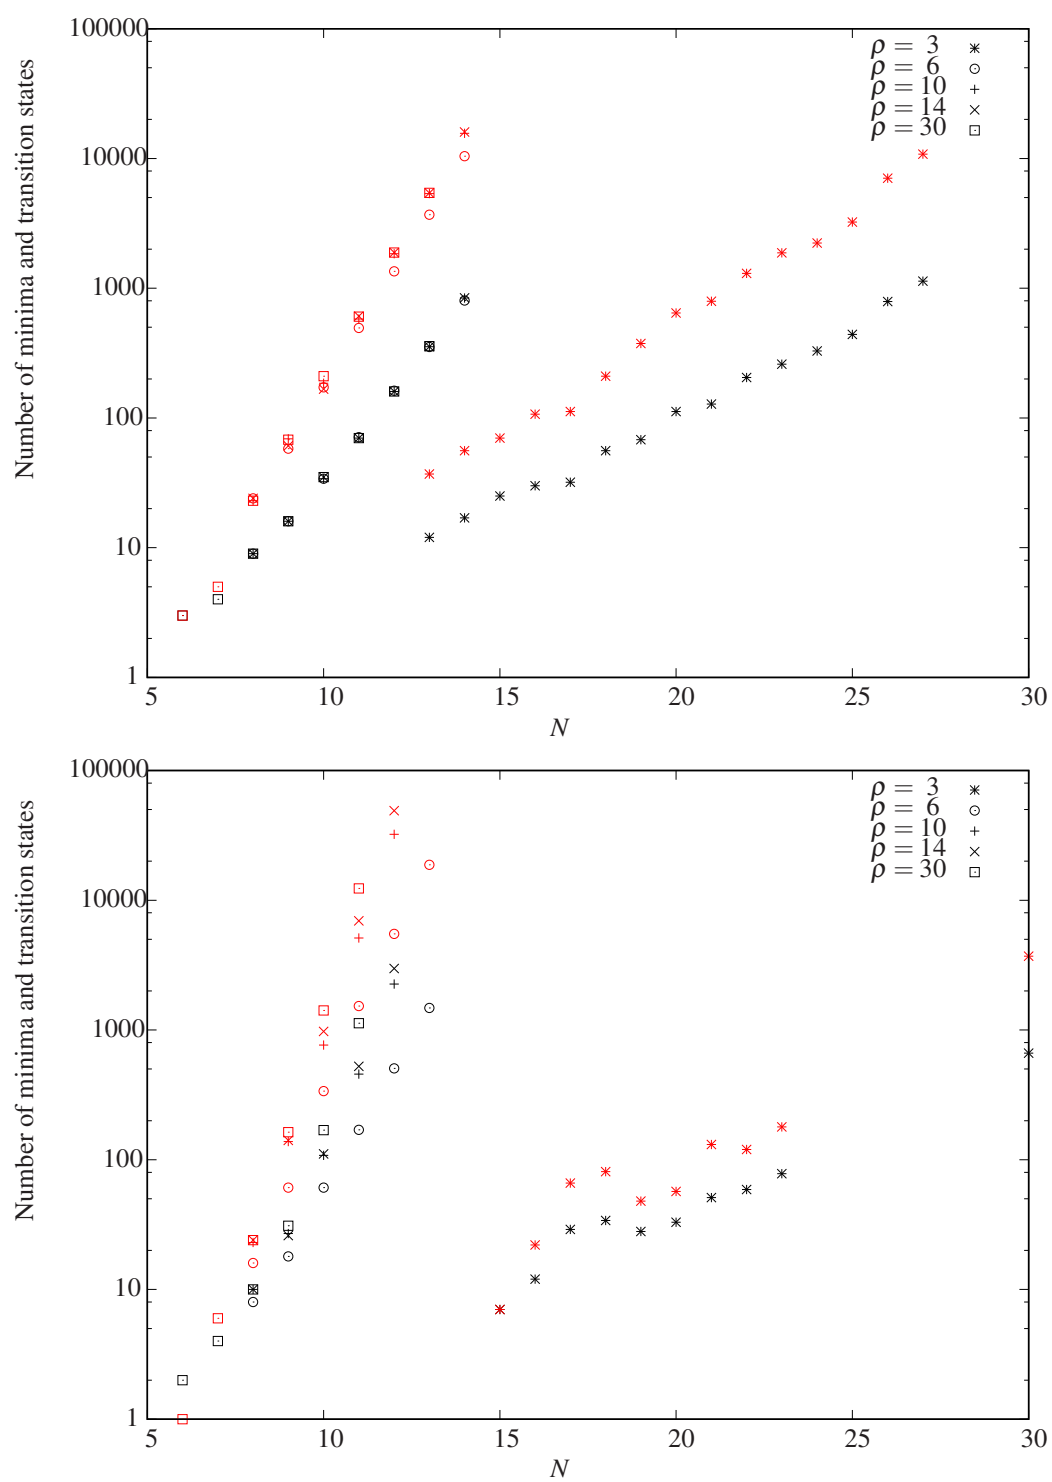 Number of minima and transition states
100000
10000
1000
100
10
1
5 10 15 20 25 30
N
ρ = 3
ρ = 6
ρ = 10
ρ = 14
ρ = 30
Number of minima and transition states
100000
10000
1000
100
10
1
5 10 15 20 25 30
N
ρ = 3
ρ = 6
ρ = 10
ρ = 14
ρ = 30